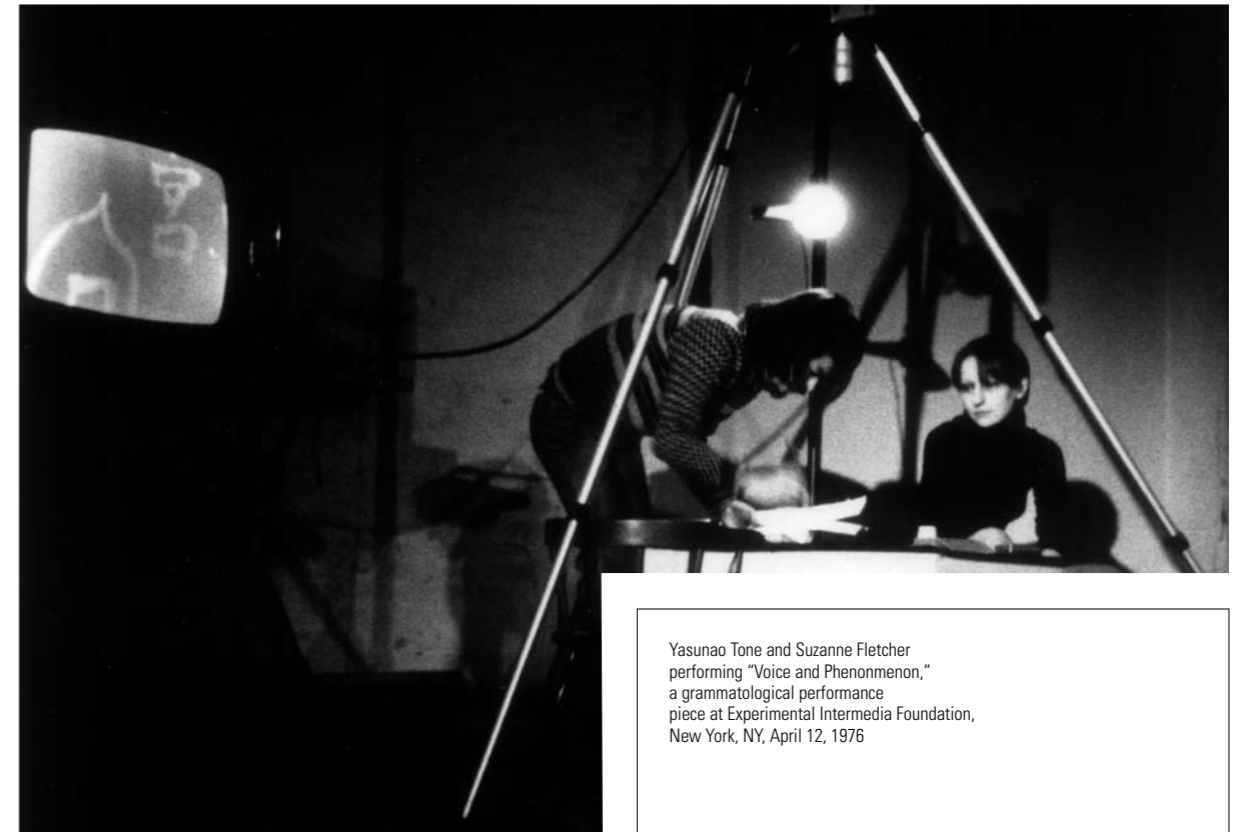 Yasunao Tone and Suzanne Fletcher
performing “Voice and Phenonmenon,“
a grammatological performance
piece at Experimental Intermedia Foundation,
New York, NY, April 12, 1976